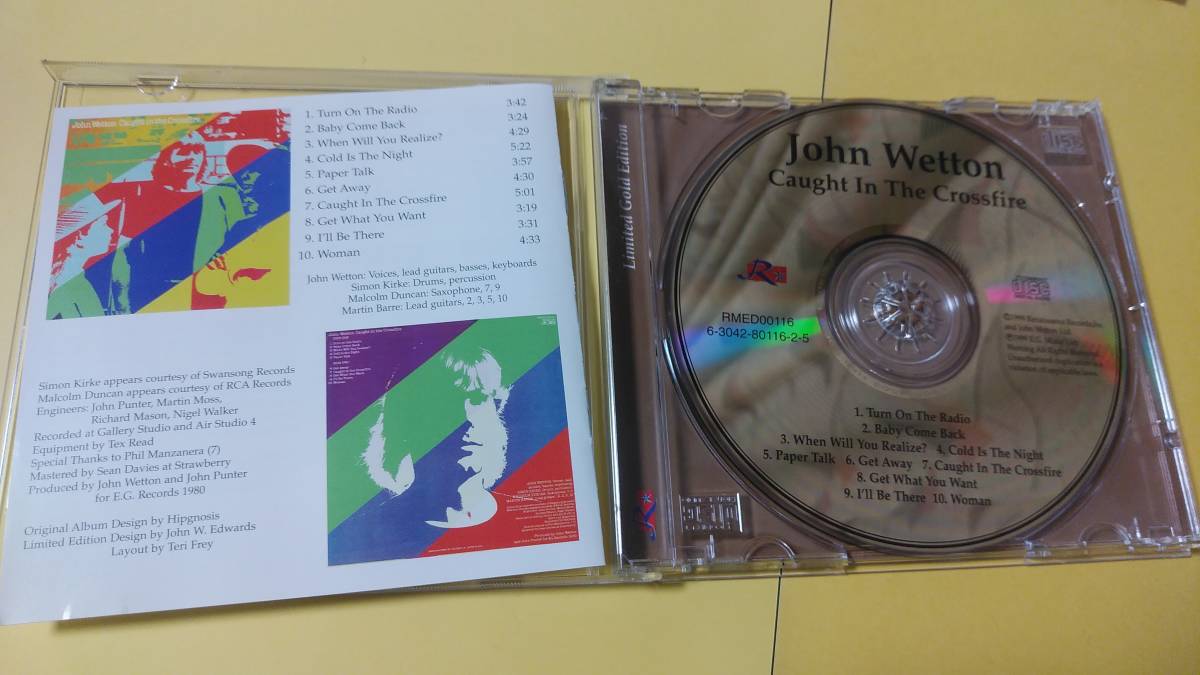 John Wetton: Caught in the Crossfire
1. Turn On The Radio 3:42
2. Baby Come Back 3:24
3. When Will You Realize? 4:29
4. Cold Is The Night 5:22
5. Paper Talk 3:57
6. Get Away 4:30
7. Caught In The Crossfire 5:01
8. Get What You Want 3:19
9. I'll Be There 3:31
10. Woman 4:33
John Wetton: Voices, lead guitars, basses, keyboards
Simon Kirke: Drums, percussion
Malcolm Duncan: Saxophone, 7, 9
Martin Barre: Lead guitars, 2, 3, 5, 10
Simon Kirke appears courtesy of Swansong Records
Malcolm Duncan appears courtesy of RCA Records
Engineers: John Punter, Martin Moss,
Richard Mason, Nigel Walker
Recorded at Gallery Studio and Air Studio 4
Equipment by Tex Read
Special Thanks to Phil Manzanera (7)
Mastered by Sean Davies at Strawberry
Produced by John Wetton and John Punter
for E.G. Records 1980
Original Album Design by Hipgnosis
Limited Edition Design by John W. Edwards
Layout by Teri Frey
John Wetton: Caught in the Crossfire
Limited Gold Edition
John Wetton
Caught In The Crossfire
R
RMED00116
6-3042-80116-2-5
disc
1. Turn On The Radio
2. Baby Come Back
3. When Will You Realize? 4. Cold Is The Night
5. Paper Talk 6. Get Away 7. Caught In The Crossfire
8. Get What You Want
9. I'll Be There 10. Woman
disc